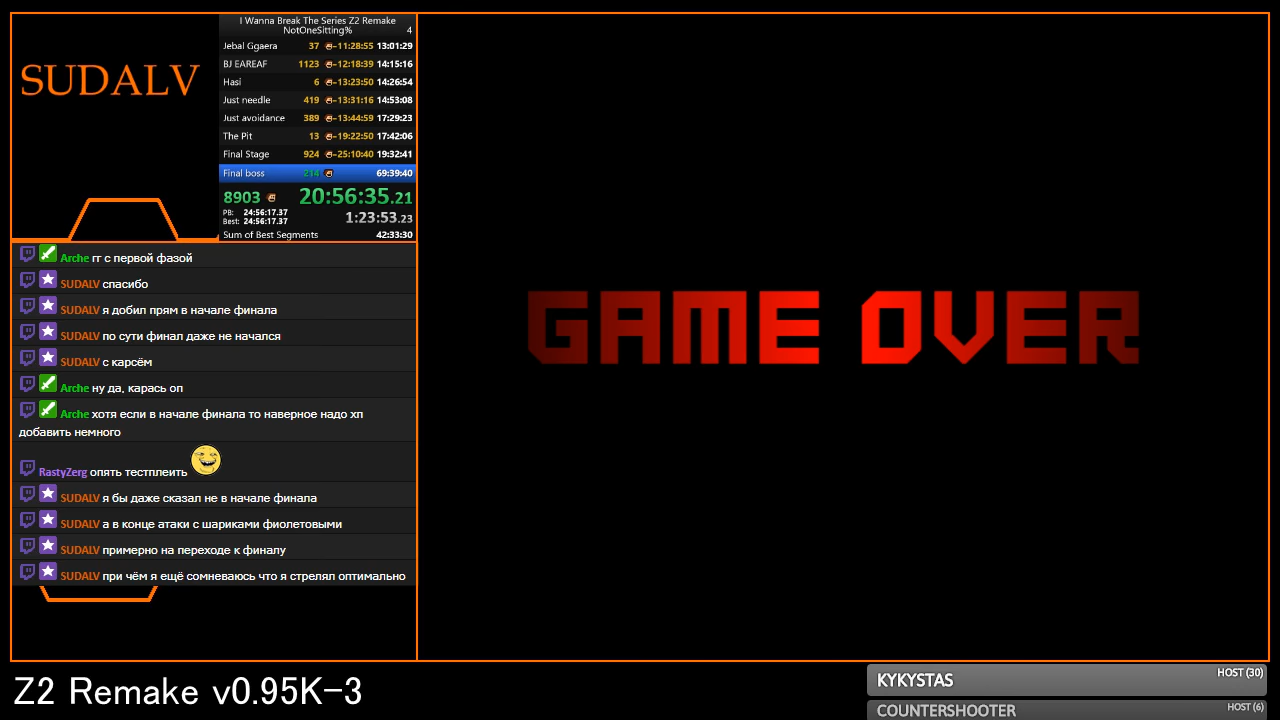 SUDALV
I Wanna Break The Series Z2 Remake
NotOneSitting%
4
Jebal Ggaera 37 -11:28:55 13:01:29
BJ EAREAF 1123 -12:18:39 14:15:16
Hasi 6 -13:23:50 14:26:54
Just needle 419 -13:31:16 14:53:08
Just avoidance 389 -13:44:59 17:29:23
The Pit 13 -19:22:50 17:42:06
Final Stage 924 -25:10:40 19:32:41
Final boss 214 69:39:40
8903 20:56:35.21
PB: 24:56:17.37
Best: 24:56:17.37
1:23:53.23
Sum of Best Segments 42:33:30
Arche гг с первой фазой
SUDALV спасибо
SUDALV я добил прям в начале финала
SUDALV по сути финал даже не начался
SUDALV с карсём
Arche ну да, карась оп
Arche хотя если в начале финала то наверное надо хп
добавить немного
RastyZerg опять тестплеить
SUDALV я бы даже сказал не в начале финала
SUDALV а в конце атаки с шариками фиолетовыми
SUDALV примерно на переходе к финалу
SUDALV при чём я ещё сомневаюсь что я стрелял оптимально
GAME OVER
Z2 Remake v0.95K-3
KYKYSTAS HOST (30)
COUNTERSHOOTER HOST (6)